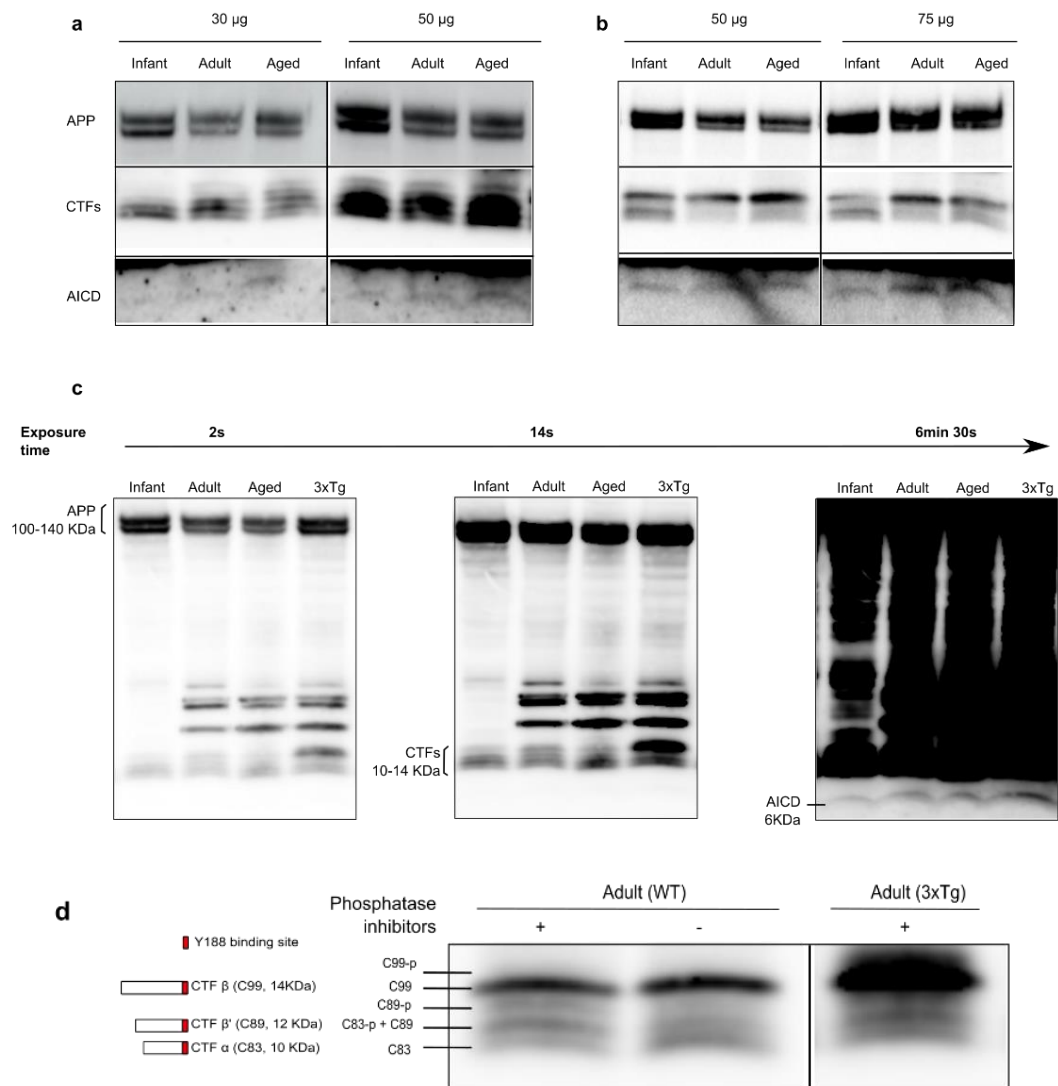 a
30 µg
50 µg
Infant Adult Aged Infant Adult Aged
APP
CTFs
AICD
b
50 µg
75 µg
Infant Adult Aged Infant Adult Aged
c
Exposure
time
2s
14s
6min 30s
Infant Adult Aged 3xTg
APP
100-140 KDa
Infant Adult Aged 3xTg
CTFs
10-14 KDa
Infant Adult Aged 3xTg
AICD
6KDa
d
Y188 binding site
CTF β (C99, 14KDa)
CTF β' (C89, 12 KDa)
CTF α (C83, 10 KDa)
Phosphatase
inhibitors
Adult (WT)
+ -
Adult (3xTg)
+
C99-p
C99
C89-p
C83-p + C89
C83